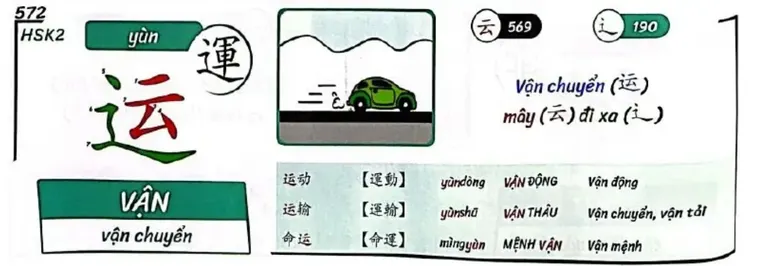 572
HSK2
yùn
運
运
VẬN
vận chuyển
云 569
辶 190
Vận chuyển (运)
mây (云) đi xa (辶)
运动 【運動】 yùndòng VẬN ĐỘNG Vận động
运输 【運輸】 yùnshū VẬN THÂU Vận chuyển, vận tải
命运 【命運】 mìngyùn MỆNH VẬN Vận mệnh